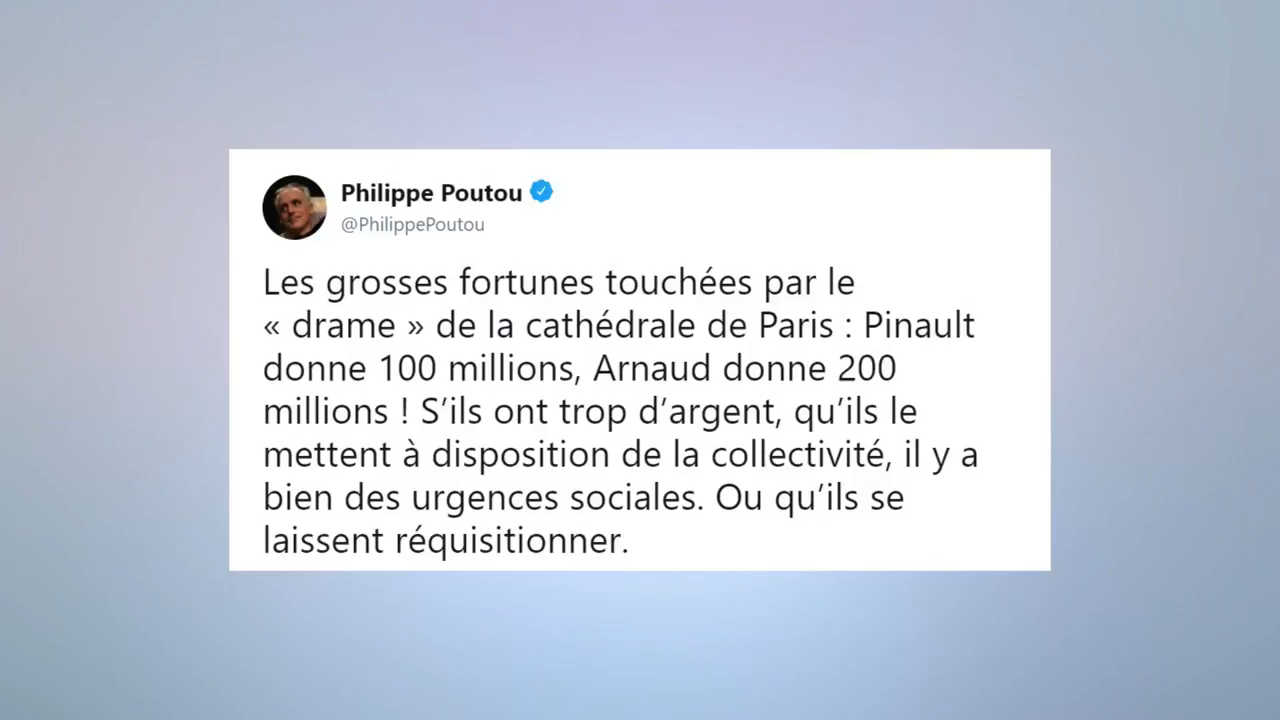 Philippe Poutou
@PhilippePoutou
Les grosses fortunes touchées par le
« drame » de la cathédrale de Paris : Pinault
donne 100 millions, Arnaud donne 200
millions ! S’ils ont trop d’argent, qu’ils le
mettent à disposition de la collectivité, il y a
bien des urgences sociales. Ou qu’ils se
laissent réquisitionner.